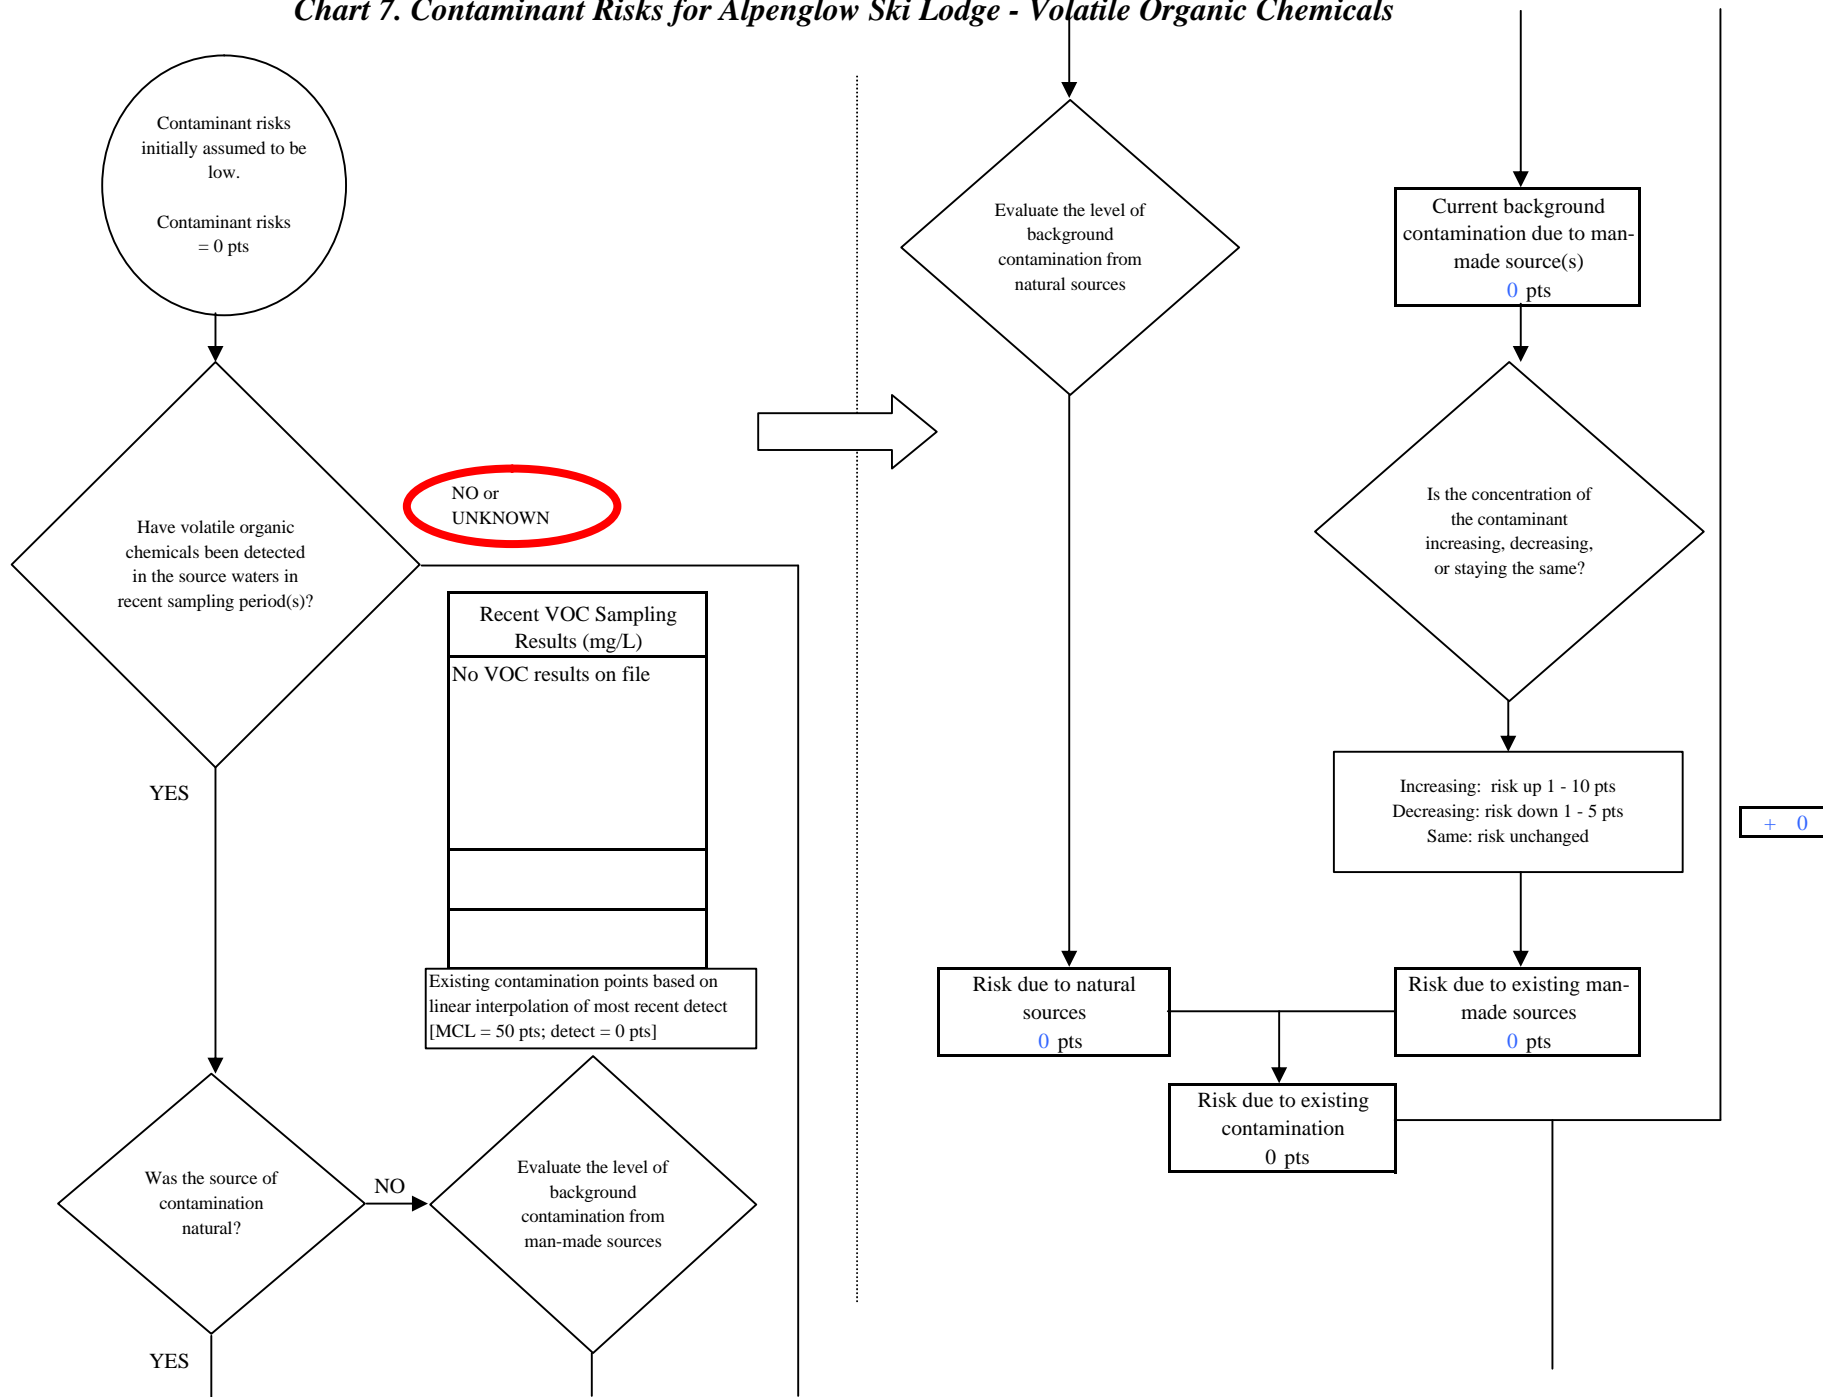 Chart 7. Contaminant Risks for Alpenglow Ski Lodge - Volatile Organic Chemicals
Contaminant risks
initially assumed to be
low.
Contaminant risks
= 0 pts
Have volatile organic
chemicals been detected
in the source waters in
recent sampling period(s)?
NO or
UNKNOWN
YES
Recent VOC Sampling
Results (mg/L)
No VOC results on file
Existing contamination points based on
linear interpolation of most recent detect
[MCL = 50 pts; detect = 0 pts]
Was the source of
contamination
natural?
NO
YES
Evaluate the level of
background
contamination from
man-made sources
Evaluate the level of
background
contamination from
natural sources
Current background
contamination due to man-
made source(s)
0 pts
Is the concentration of
the contaminant
increasing, decreasing,
or staying the same?
Increasing: risk up 1 - 10 pts
Decreasing: risk down 1 - 5 pts
Same: risk unchanged
+ 0
Risk due to natural
sources
0 pts
Risk due to existing man-
made sources
0 pts
Risk due to existing
contamination
0 pts